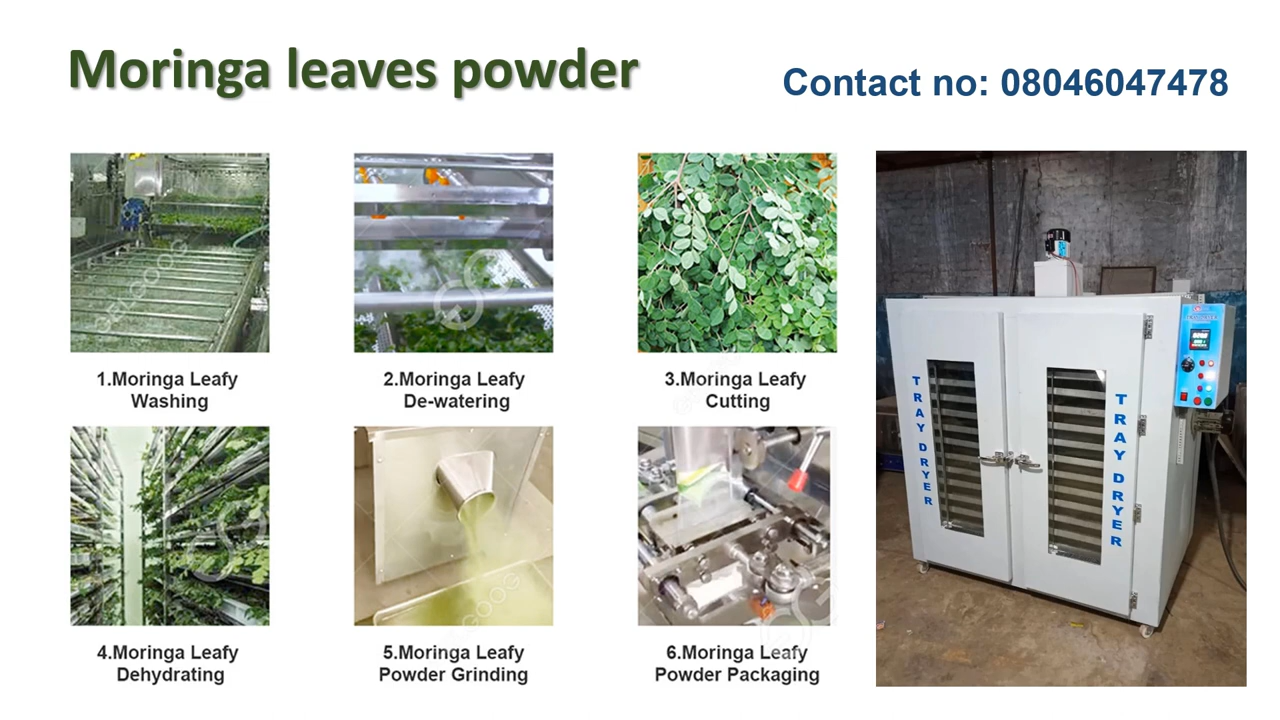 Moringa leaves powder
Contact no: 08046047478
1.Moringa Leafy
Washing
2.Moringa Leafy
De-watering
3.Moringa Leafy
Cutting
4.Moringa Leafy
Dehydrating
5.Moringa Leafy
Powder Grinding
6.Moringa Leafy
Powder Packaging
TRAY DRYER
TRAY DRYER